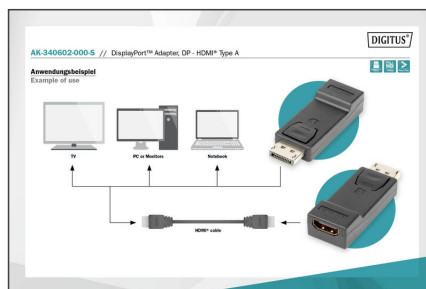 DIGITUS®
AK-340602-000-S // DisplayPort™ Adapter, DP - HDMI® Type A
Anwendungsbeispiel
Example of use
TV
PC or Monitors
Notebook
HDMI® cable